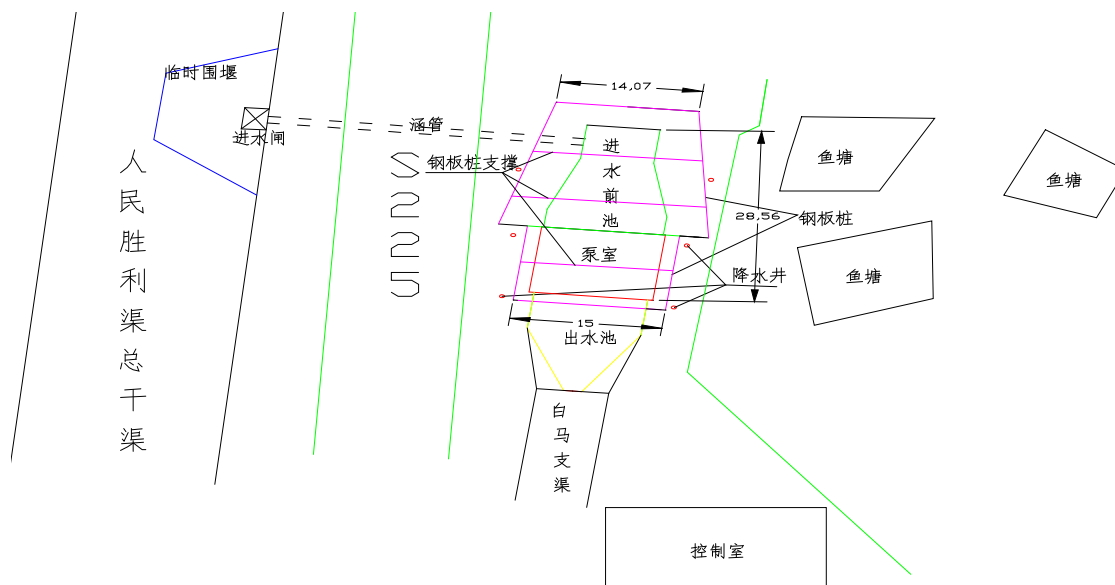 临时围堰
14,07
涵管
进水闸
人民胜利渠总干渠
S225
钢板桩支撑
进水前池
鱼塘
鱼塘
28,56
钢板桩
泵室
降水井
鱼塘
15
出水池
白马支渠
控制室